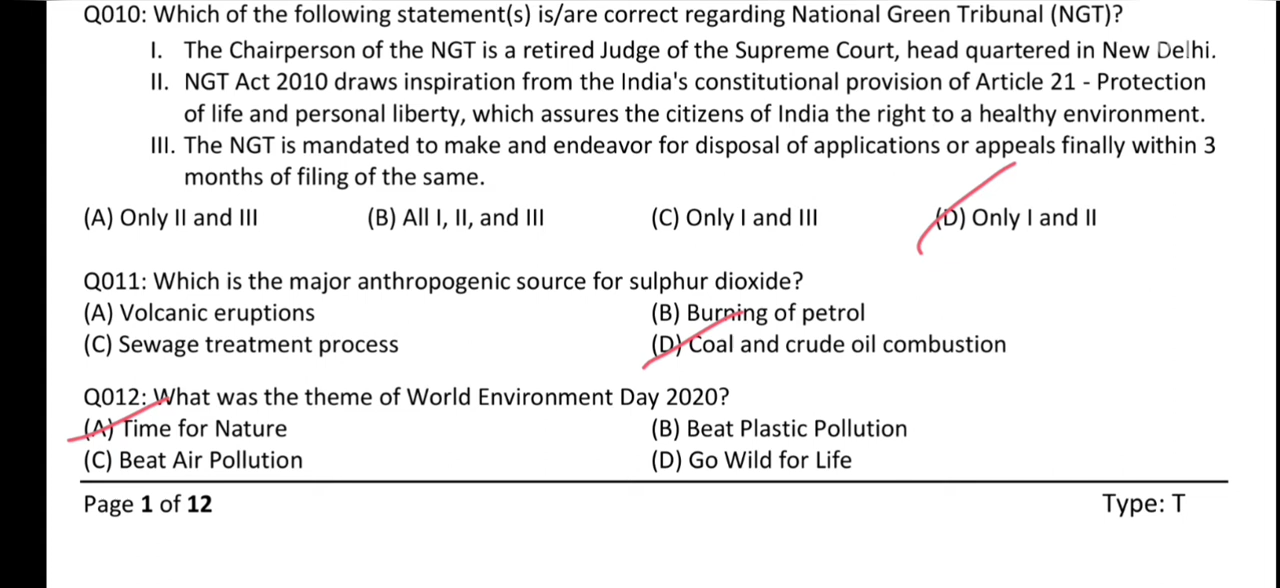 Q010: Which of the following statement(s) is/are correct regarding National Green Tribunal (NGT)?
I. The Chairperson of the NGT is a retired Judge of the Supreme Court, head quartered in New Delhi.
II. NGT Act 2010 draws inspiration from the India's constitutional provision of Article 21 - Protection
of life and personal liberty, which assures the citizens of India the right to a healthy environment.
III. The NGT is mandated to make and endeavor for disposal of applications or appeals finally within 3
months of filing of the same.
(A) Only II and III (B) All I, II, and III (C) Only I and III (D) Only I and II
Q011: Which is the major anthropogenic source for sulphur dioxide?
(A) Volcanic eruptions (B) Burning of petrol
(C) Sewage treatment process (D) Coal and crude oil combustion
Q012: What was the theme of World Environment Day 2020?
(A) Time for Nature (B) Beat Plastic Pollution
(C) Beat Air Pollution (D) Go Wild for Life
Page 1 of 12 Type: T